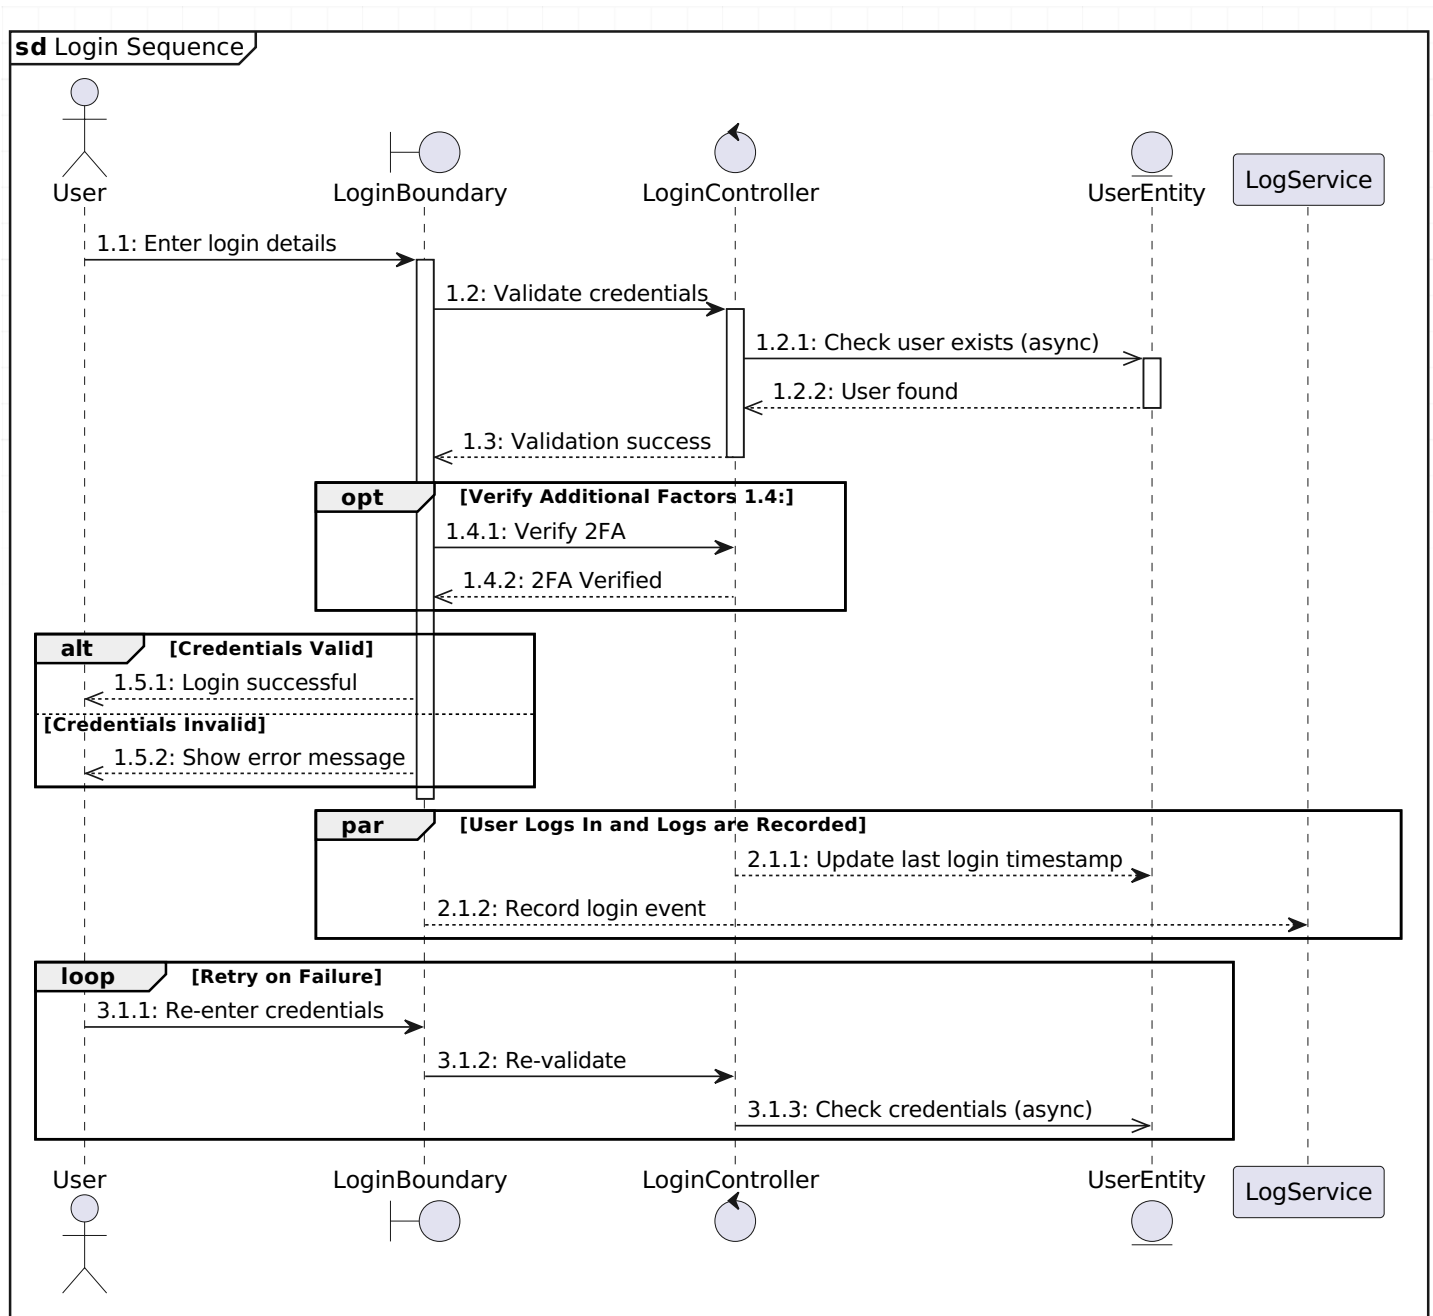 sd Login Sequence
User
LoginBoundary
LoginController
UserEntity
LogService
1.1: Enter login details
1.2: Validate credentials
1.2.1: Check user exists (async)
1.2.2: User found
1.3: Validation success
opt [Verify Additional Factors 1.4:]
1.4.1: Verify 2FA
1.4.2: 2FA Verified
alt [Credentials Valid]
1.5.1: Login successful
[Credentials Invalid]
1.5.2: Show error message
par [User Logs In and Logs are Recorded]
2.1.1: Update last login timestamp
2.1.2: Record login event
loop [Retry on Failure]
3.1.1: Re-enter credentials
3.1.2: Re-validate
3.1.3: Check credentials (async)
User
LoginBoundary
LoginController
UserEntity
LogService